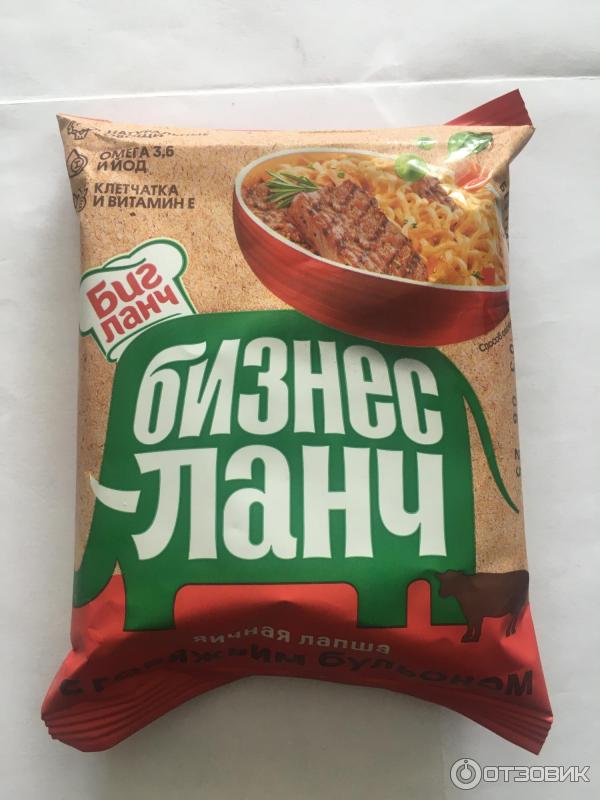 ОМЕГА 3,6
И ЙОД
КЛЕТЧАТКА
И ВИТАМИН Е
Биг
ланч
бизнес
ланч
яичная лапша
с говяжьим бульоном
ОТЗОВИК